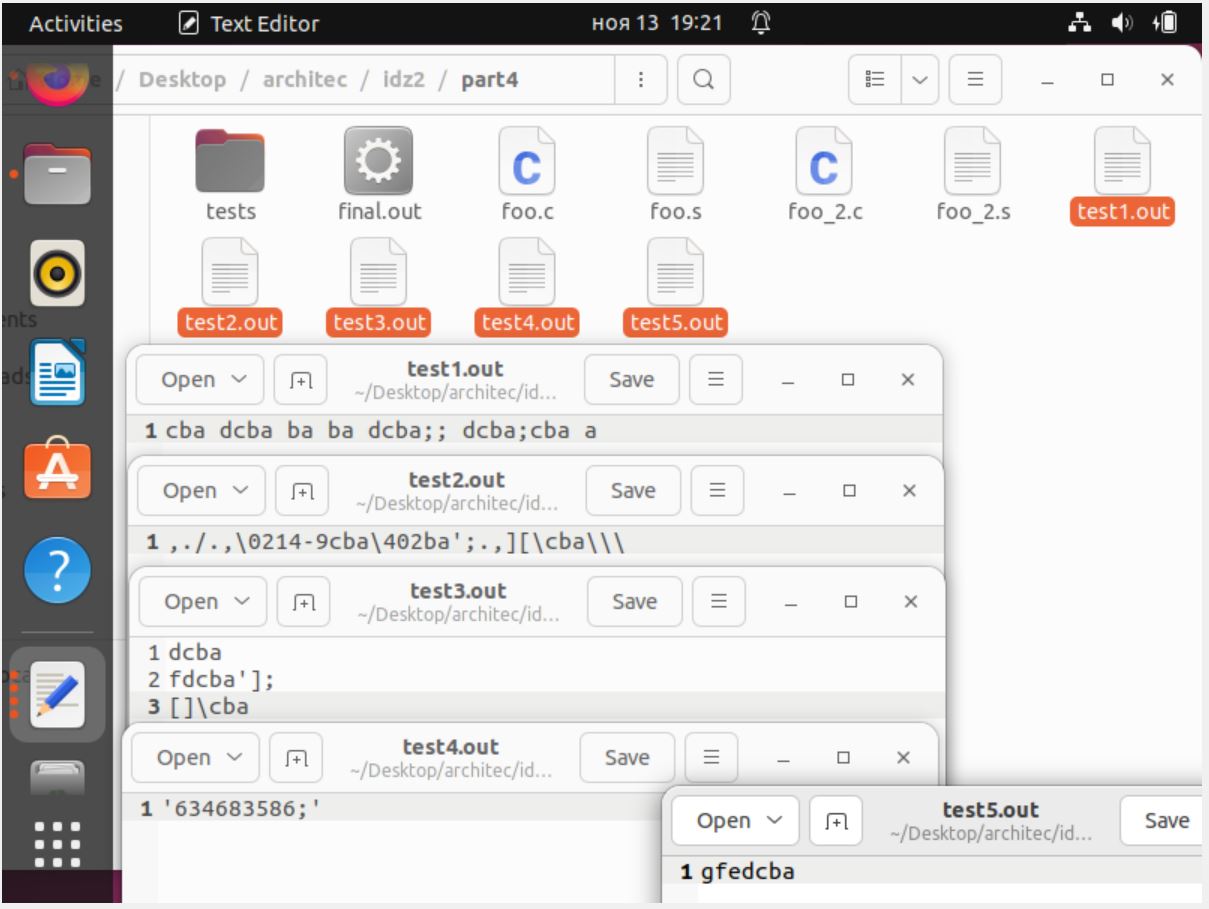 Activities Text Editor ноя 13 19:21
/ Desktop / architec / idz2 / part4
tests final.out foo.c foo.s foo_2.c foo_2.s test1.out
test2.out test3.out test4.out test5.out
Open test1.out Save
~/Desktop/architec/id...
1 cba dcba ba ba dcba;; dcba;cba a
Open test2.out Save
~/Desktop/architec/id...
1 ,./.,\0214-9cba\402ba';.,][\cba\\\
Open test3.out Save
~/Desktop/architec/id...
1 dcba
2 fdcba'];
3 []\cba
Open test4.out Save
~/Desktop/architec/id...
1 '634683586;'
Open test5.out Save
~/Desktop/architec/id...
1 gfedcba